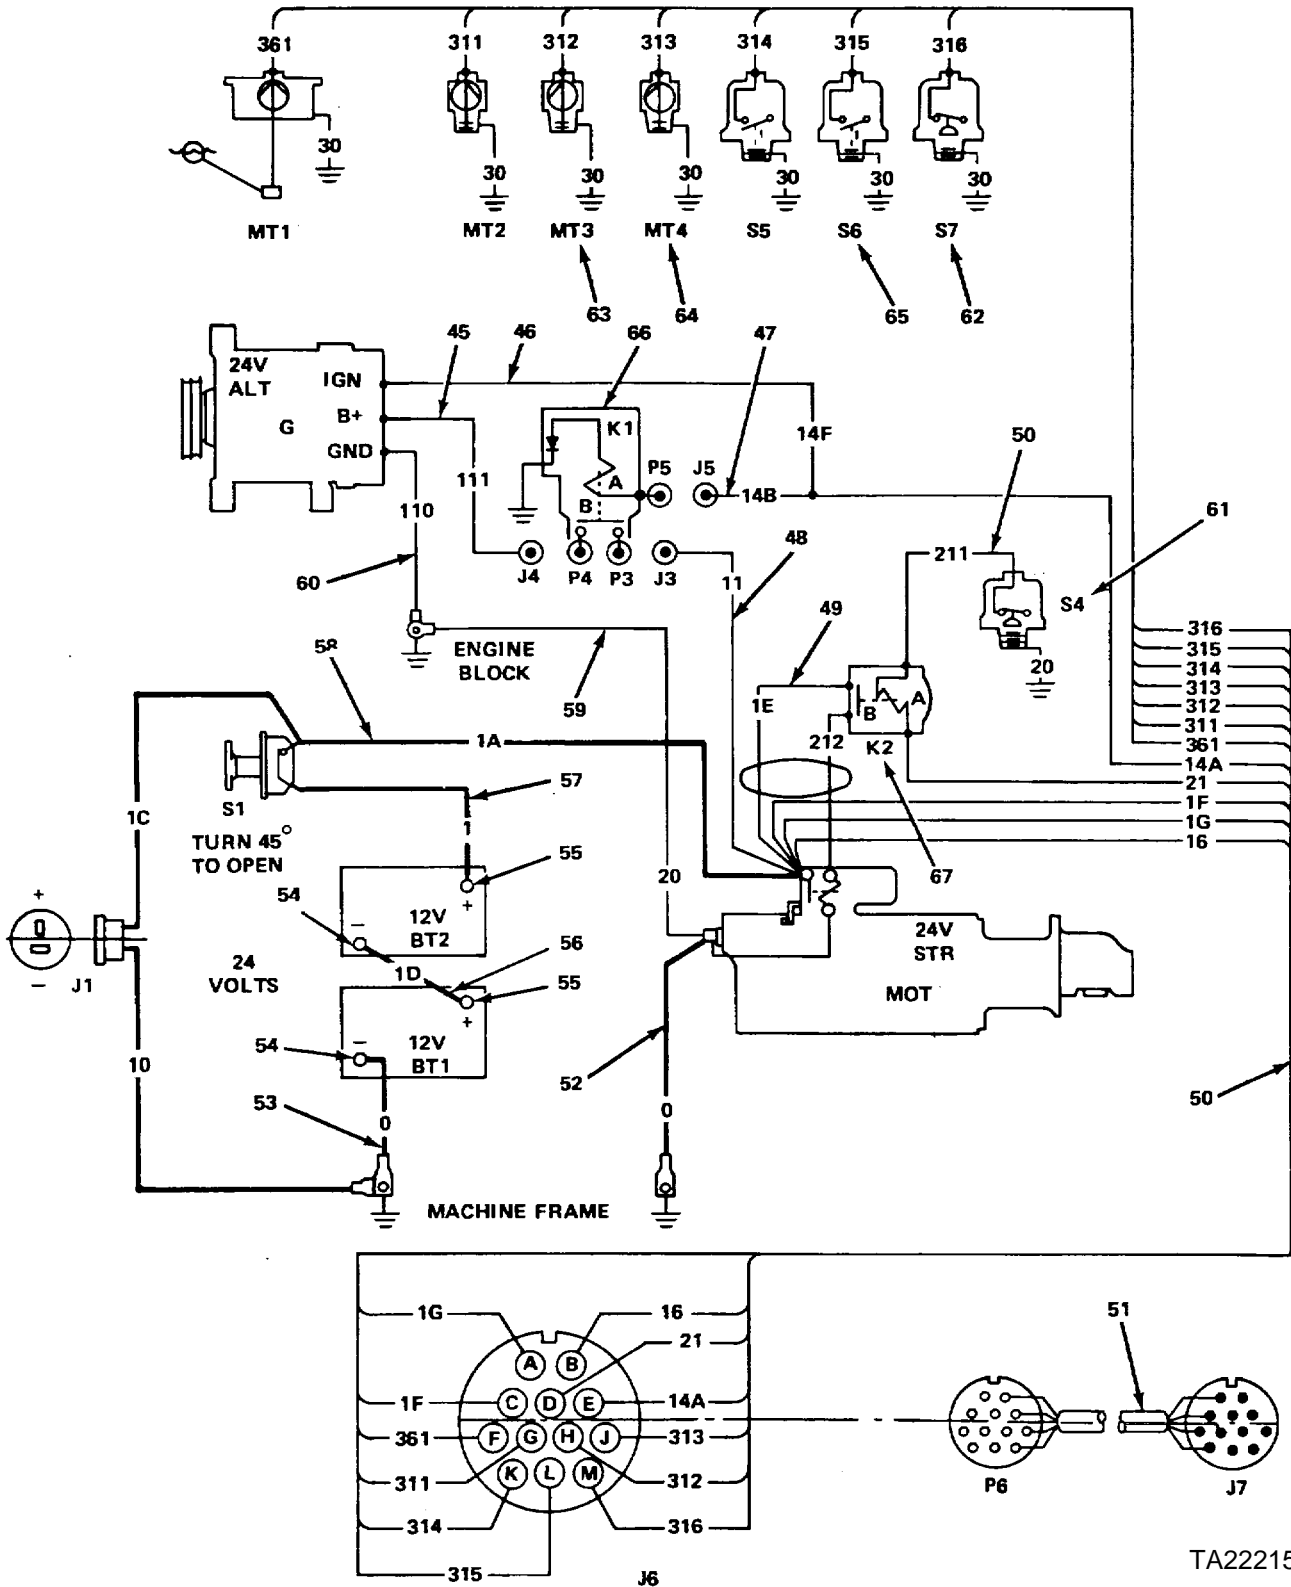 361 311 312 313 314 315 316
30
30 30 30 30 30 30
MT1 MT2 MT3 MT4 S5 S6 S7
63 64 65 62
45 46 66 47
24V
ALT
IGN
G
B+
GND
K1
A
B
14F
50
P5 J5
14B
111
110
61
48
211
J4 P4 P3 J3
11
60
S4
49
58
ENGINE
BLOCK
59
20
316
315
314
313
312
311
361
14A
21
1F
1G
16
1E
B
A
212
K2
1A
57
S1
1C
TURN 45°
TO OPEN
1
55
20
67
54
+
12V
BT2
−
56
1D
24V
STR
MOT
+
−
J1
24
VOLTS
55
+
−
12V
BT1
54
10
52
50
53
0
0
MACHINE FRAME
1G 16
21
51
A B
1F C D E 14A
361 F G H J 313
311 K L M 312
P6 J7
314 316
315
J6
TA22215